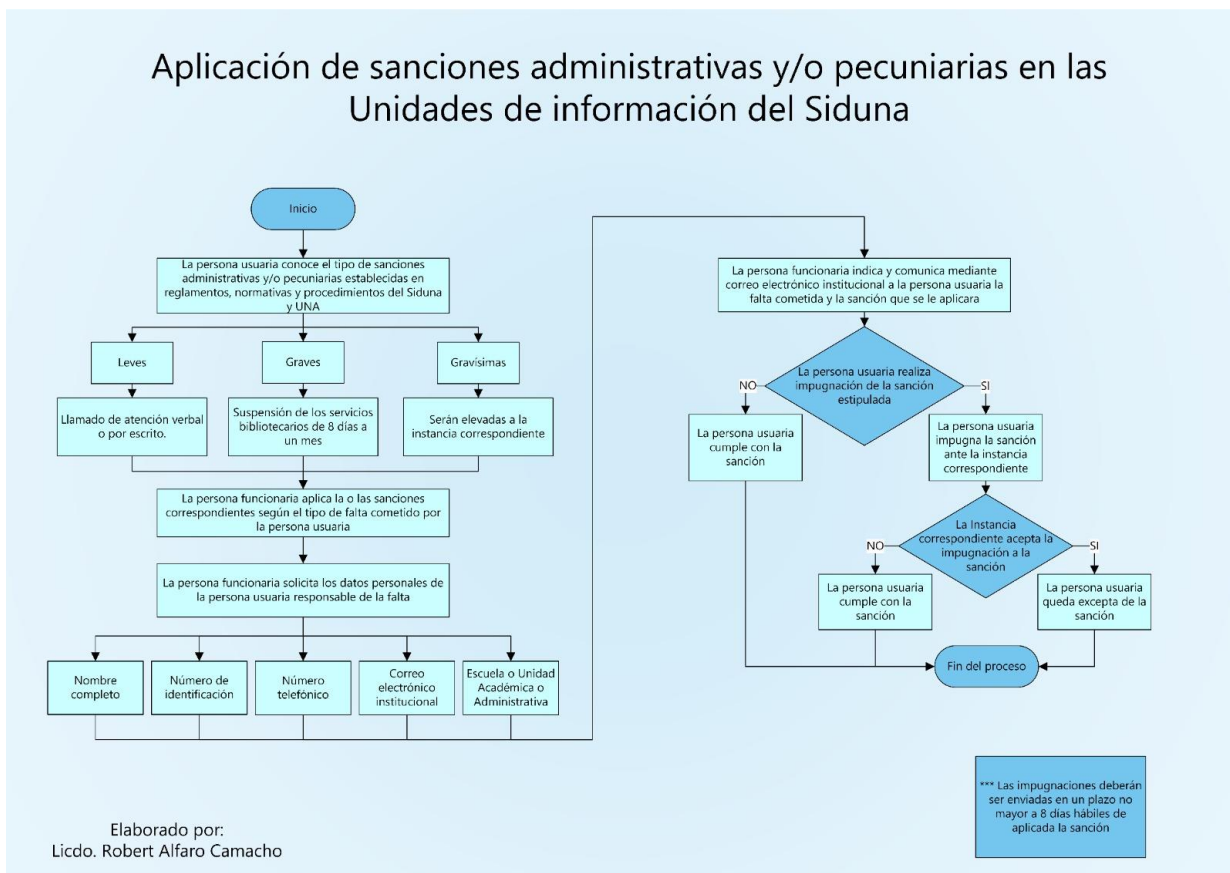 Aplicación de sanciones administrativas y/o pecuniarias en las
Unidades de información del Siduna
Inicio
La persona usuaria conoce el tipo de sanciones
administrativas y/o pecuniarias establecidas en
reglamentos, normativas y procedimientos del Siduna
y UNA
Leves
Graves
Gravísimas
Llamado de atención verbal
o por escrito.
Suspensión de los servicios
bibliotecarios de 8 días a
un mes
Serán elevadas a la
instancia correspondiente
La persona funcionaria aplica la o las sanciones
correspondientes según el tipo de falta cometido por
la persona usuaria
La persona funcionaria solicita los datos personales de
la persona usuaria responsable de la falta
Nombre
completo
Número de
identificación
Número
telefónico
Correo
electrónico
institucional
Escuela o Unidad
Académica o
Administrativa
La persona funcionaria indica y comunica mediante
correo electrónico institucional a la persona usuaria la
falta cometida y la sanción que se le aplicara
La persona usuaria realiza
impugnación de la sanción
estipulada
NO
SI
La persona usuaria
cumple con la
sanción
La persona usuaria
impugna la sanción
ante la instancia
correspondiente
La Instancia
correspondiente acepta la
impugnación a la
sanción
NO
SI
La persona usuaria
cumple con la
sanción
La persona usuaria
queda excepta de la
sanción
Fin del proceso
*** Las impugnaciones deberán
ser enviadas en un plazo no
mayor a 8 días hábiles de
aplicada la sanción
Elaborado por:
Licdo. Robert Alfaro Camacho